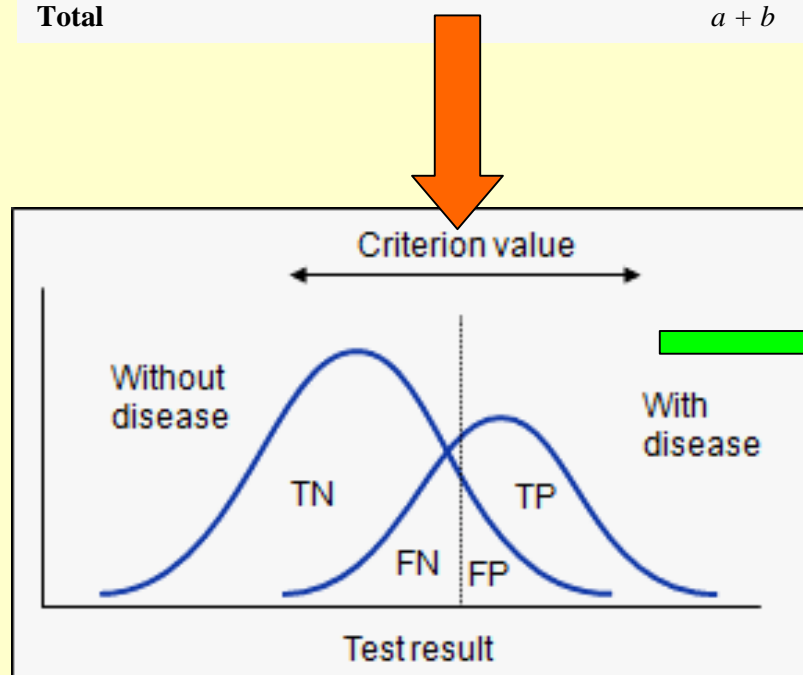 Total a + b
Criterion value
Without
disease
With
disease
TN
TP
FN
FP
Test result